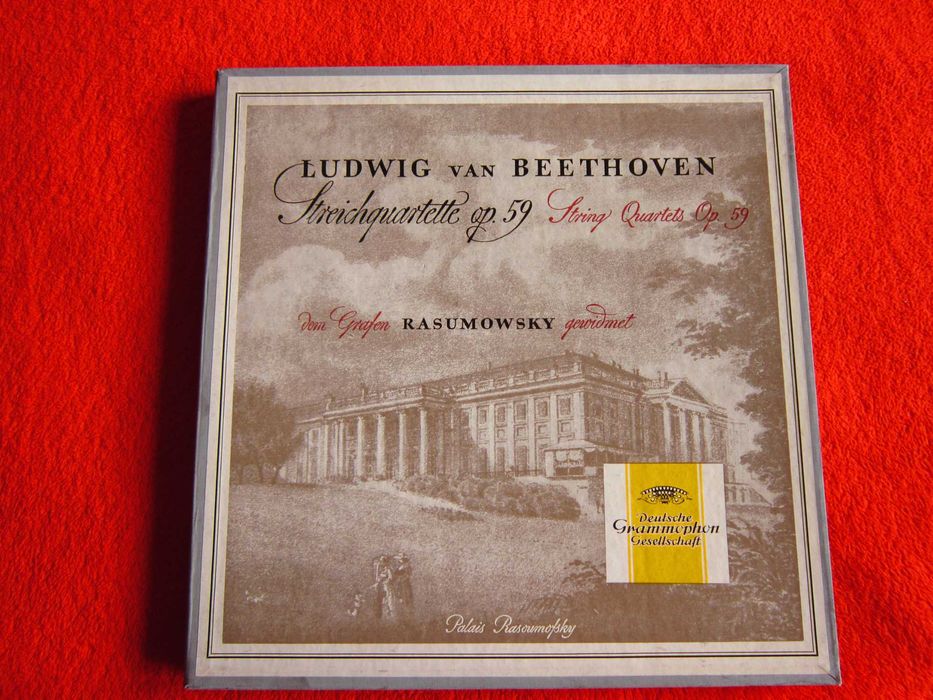 LUDWIG VAN BEETHOVEN
Streichquartette op. 59 String Quartets Op. 59
dem Grafen RASUMOWSKY gewidmet
Deutsche
Grammophon
Gesellschaft
Palais Rasoumofsky